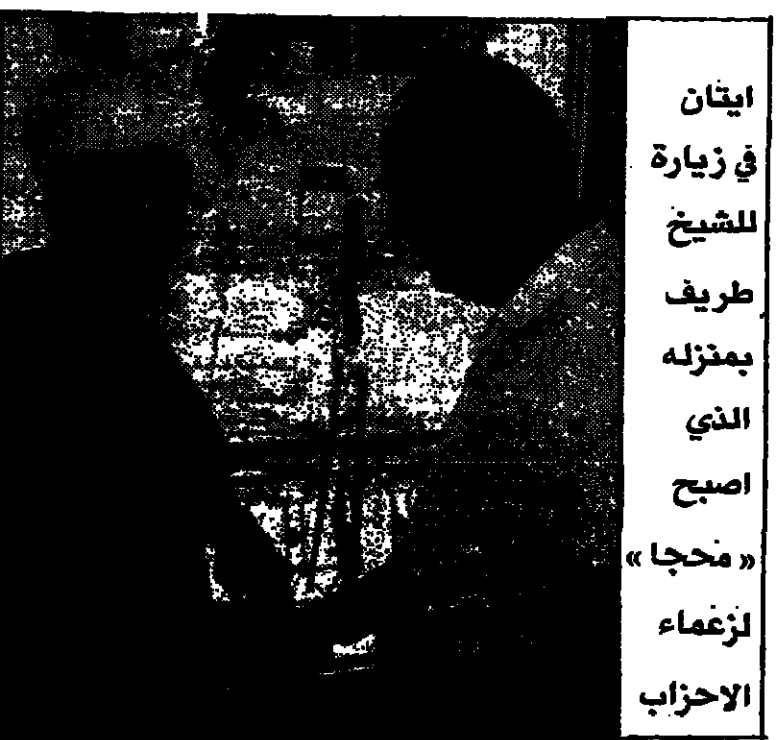 ايتان
في زيارة
للشيخ
طريف
بمنزله
الذي
اصبح
« محجا »
لزعماء
الاحزاب